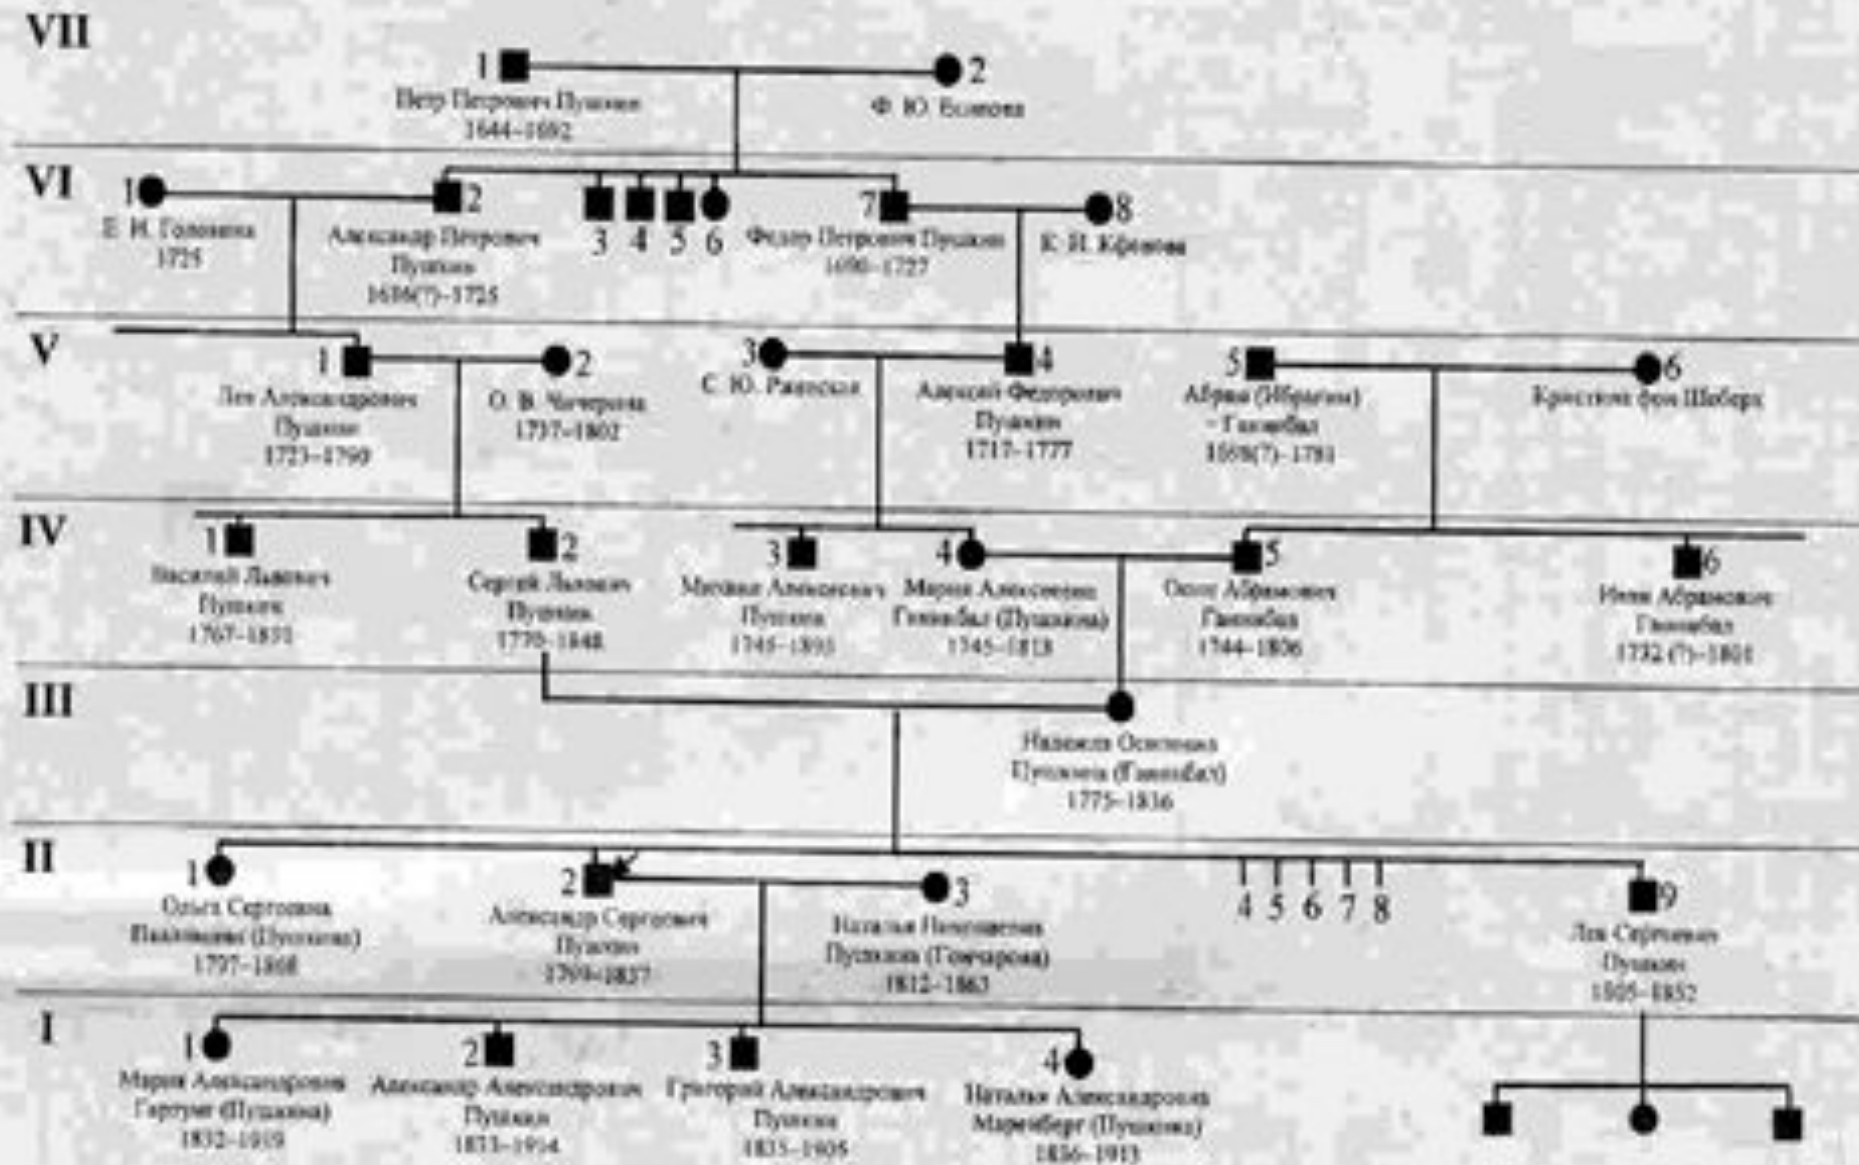 VII
1
2
Петр Петрович Пушкин
1644–1692
Ф. Ю. Есипова
VI
1
2
3 4 5 6
7
8
Е. И. Головина
1725
Александр Петрович
Пушкин
1686(?)–1725
Федор Петрович Пушкин
1690–1727
К. И.
V
1
2
3
4
5
6
Лев Александрович
Пушкин
1723–1790
О. В. Чичерина
1737–1802
С. Ю. Ржевская
Алексей Федорович
Пушкин
1717–1777
Абрам (Ибрагим)
Ганнибал
1698(?)–1781
Кристина фон Шеберх
IV
1
2
3
4
5
6
Василий Львович
Пушкин
Сергей Львович
Пушкин
1770–1848
Михаил Алексеевич
Пушкин
Мария Алексеевна
Ганнибал (Пушкина)
1745–1818
Осип Абрамович
Ганнибал
1744–1806
Иван Абрамович
Ганнибал
1732 (?)–1801
III
Надежда Осиповна
Пушкина (Ганнибал)
1775–1836
II
1
2
3
4 5 6 7 8
9
Ольга Сергеевна
Павлищева (Пушкина)
1797–1868
Александр Сергеевич
Пушкин
1799–1837
Наталья Николаевна
Пушкина (Гончарова)
1812–1863
Лев Сергеевич
Пушкин
1805–1852
I
1
2
3
4
Мария Александровна
Гартунг (Пушкина)
1832–1919
Александр Александрович
Пушкин
1833–1914
Григорий Александрович
Пушкин
1835–1905
Наталья Александровна
Меренберг (Пушкина)
1836–1913